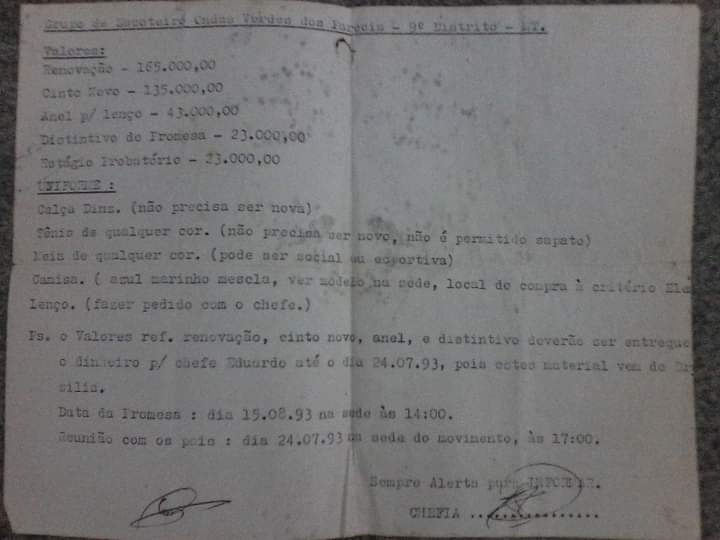 Grupo de Escoteiro Ondas Verdes dos Parecis - 9º Distrito - MT.
Valores:
Renovação - 165.000,00
Cinto Novo - 135.000,00
Anel p/ lenço - 43.000,00
Distintivo de Promesa - 23.000,00
Estágio Probatório - 23.000,00
UNIFORME :
Calça Dinz. (não precisa ser nova)
Tênis de qualquer cor. (não precisa ser novo, não é permitido sapato)
Meia de qualquer cor. (pode ser social ou esportiva)
Camisa. ( azul marinho mescla, ver modelo na sede, local de compra à critério
Lenço. (fazer pedido com o chefe.)
Ps. o Valores ref. renovação, cinto novo, anel, e distintivo deverão ser entreque
o dinheiro p/ chefe Eduardo até o dia 24.07.93, pois estes material vem de
silia.
Data da Promesa : dia 15.08.93 na sede às 14:00.
Reunião com os pais : dia 24.07.93 na sede do movimento, às 17:00.
Sempre Alerta para
CHEFIA ................